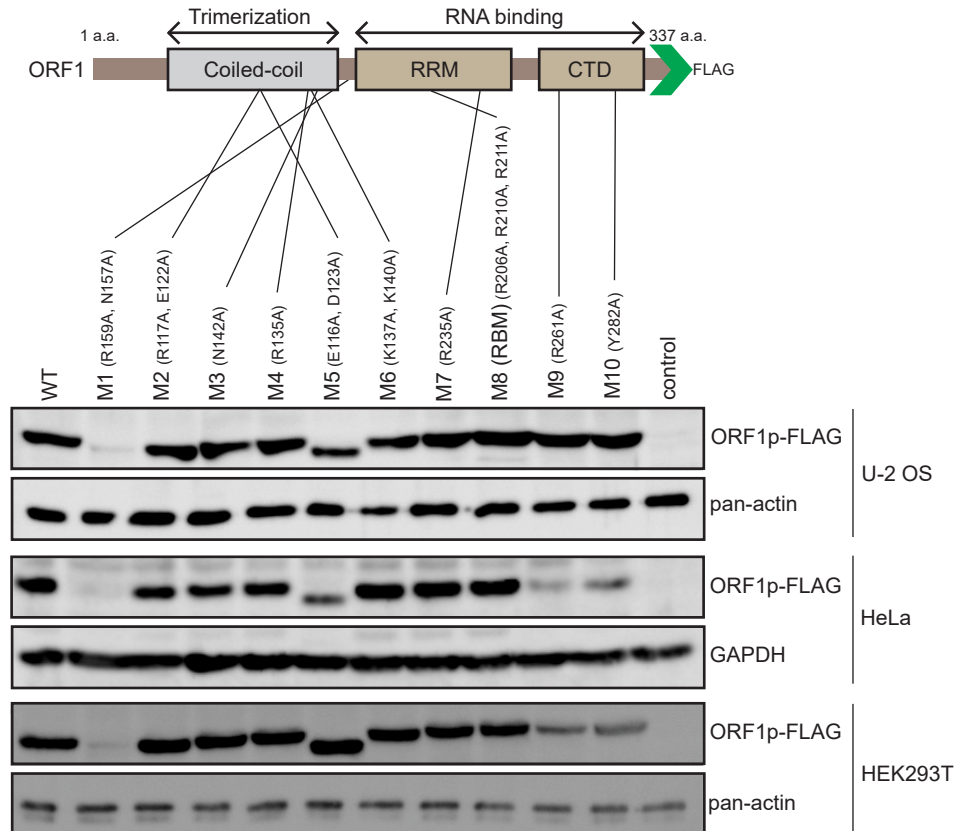 Trimerization
RNA binding
1 a.a.
337 a.a.
ORF1
Coiled-coil
RRM
CTD
FLAG
WT
M1 (R159A, N157A)
M2 (R117A, E122A)
M3 (N142A)
M4 (R135A)
M5 (E116A, D123A)
M6 (K137A, K140A)
M7 (R235A)
M8 (RBM) (R206A, R210A, R211A)
M9 (R261A)
M10 (Y282A)
control
ORF1p-FLAG
U-2 OS
pan-actin
ORF1p-FLAG
HeLa
GAPDH
ORF1p-FLAG
HEK293T
pan-actin